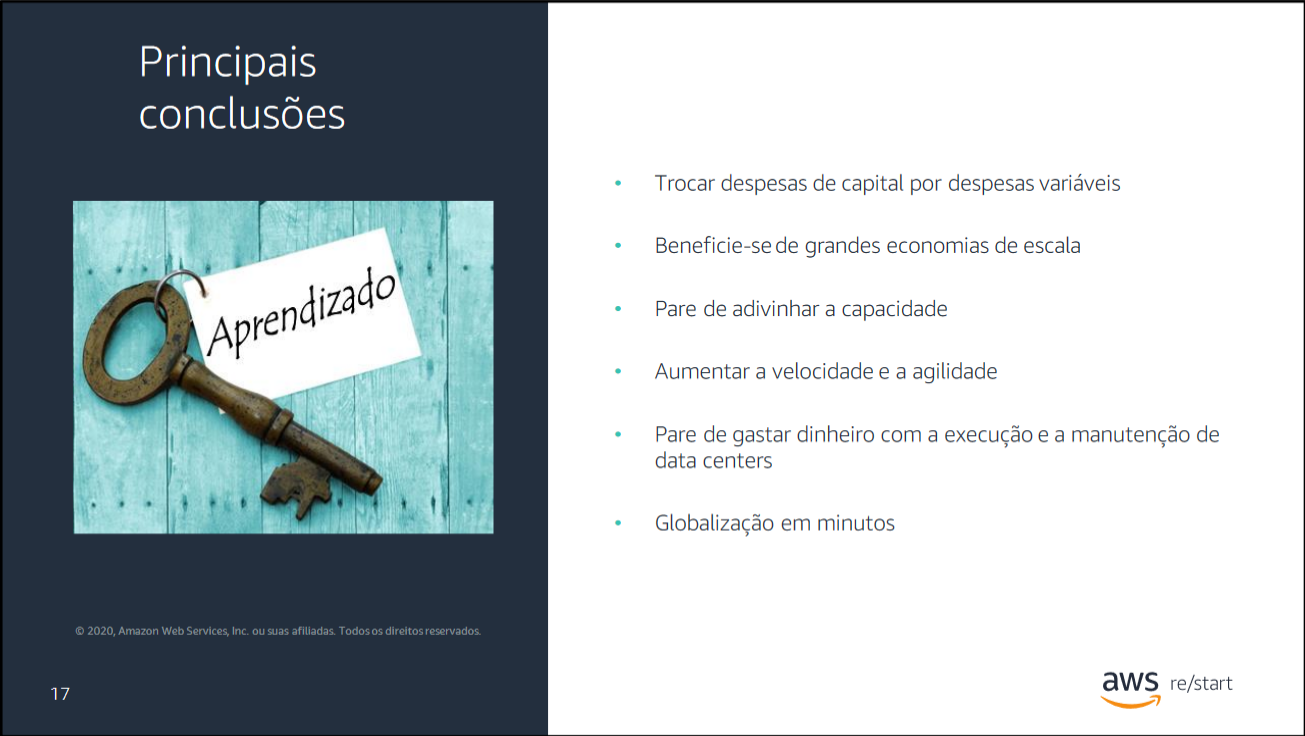 Principais
conclusões
Aprendizado
© 2020, Amazon Web Services, Inc. ou suas afiliadas. Todos os direitos reservados.
17
• Trocar despesas de capital por despesas variáveis
• Beneficie-se de grandes economias de escala
• Pare de adivinhar a capacidade
• Aumentar a velocidade e a agilidade
• Pare de gastar dinheiro com a execução e a manutenção de
data centers
• Globalização em minutos
aws re/start